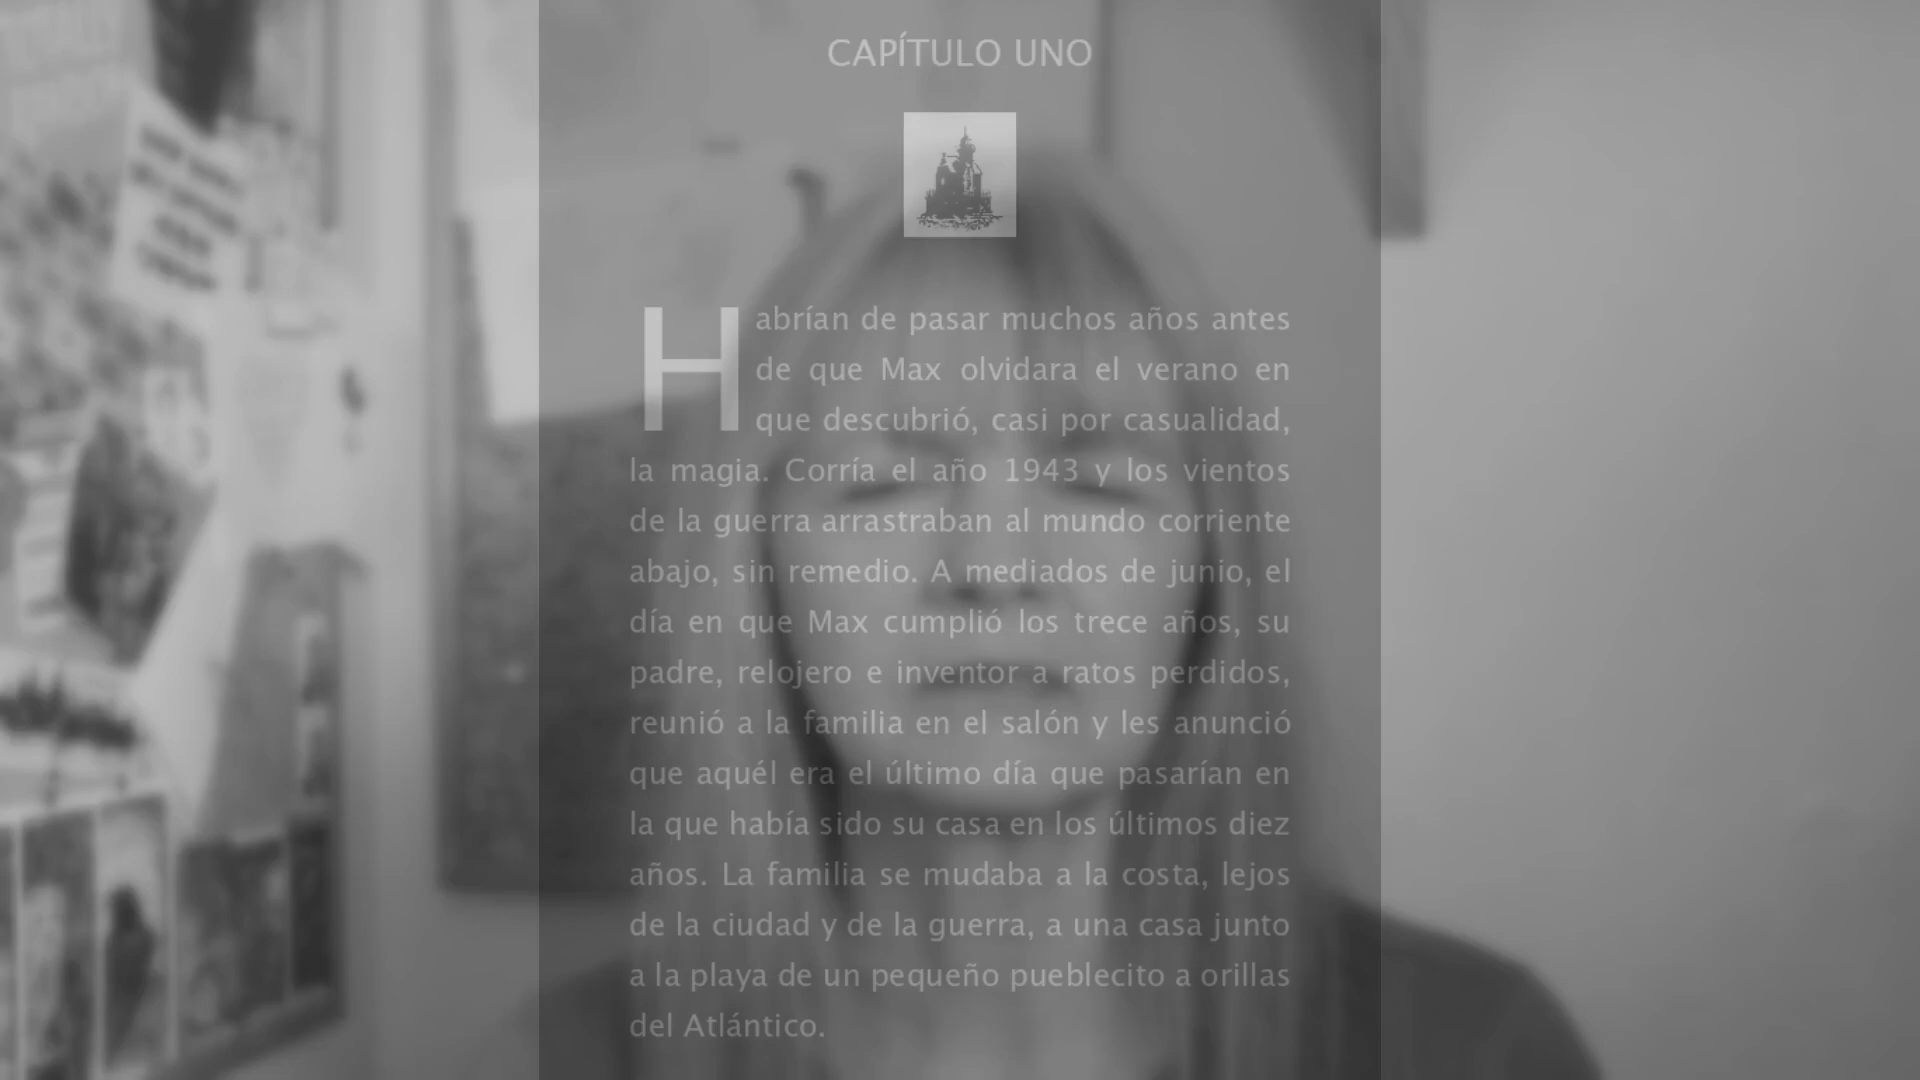 CAPÍTULO UNO
Habrían de pasar muchos años antes
de que Max olvidara el verano en
que descubrió, casi por casualidad,
la magia. Corría el año 1943 y los vientos
de la guerra arrastraban al mundo corriente
abajo, sin remedio. A mediados de junio, el
día en que Max cumplió los trece años, su
padre, relojero e inventor a ratos perdidos,
reunió a la familia en el salón y les anunció
que aquél era el último día que pasarían en
la que había sido su casa en los últimos diez
años. La familia se mudaba a la costa, lejos
de la ciudad y de la guerra, a una casa junto
a la playa de un pequeño pueblecito a orillas
del Atlántico.